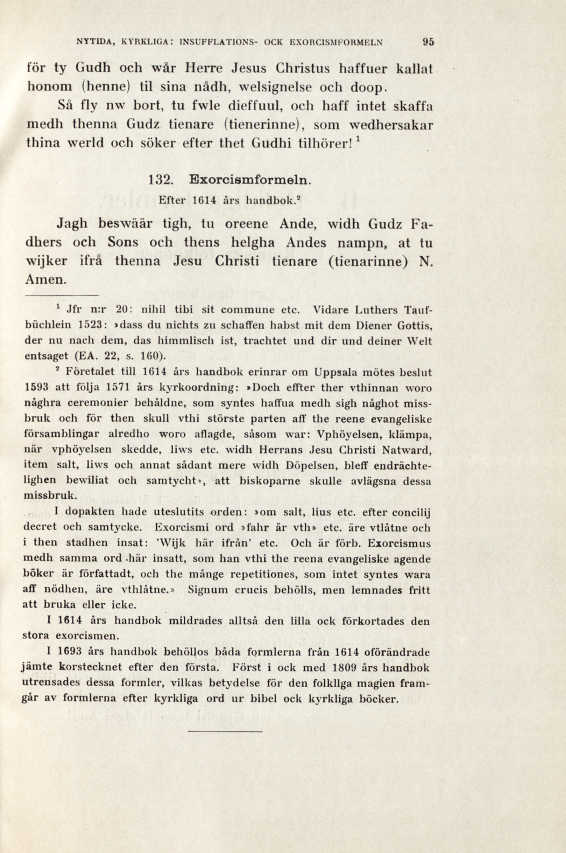 NYTIDA, KYRKLIGA: INSUFFLATIONS- OCK EXORCISMFORMELN 95
för ty Gudh och wår Herre Jesus Christus haffuer kallat
honom (henne) til sina nådh, welsignelse och doop.
Så fly nw bort, tu fwle dieffuul, och haff intet skaffa
medh thenna Gudz tienare (tienerinne), som wedhersakar
thina werld och söker efter thet Gudhi tilhörer! ¹
132. Exorcismformeln.
Efter 1614 års handbok.²
Jagh beswäär tigh, tu oreene Ande, widh Gudz Fa-
dhers och Sons och thens helgha Andes nampn, at tu
wijker ifrå thenna Jesu Christi tienare (tienarinne) N.
Amen.
¹ Jfr n:r 20: nihil tibi sit commune etc. Vidare Luthers Tauf-
büchlein 1523: »dass du nichts zu schaffen habst mit dem Diener Gottis,
der nu nach dem, das himmlisch ist, trachtet und dir und deiner Welt
entsaget (EA. 22, s. 160).
² Företalet till 1614 års handbok erinrar om Uppsala mötes beslut
1593 att följa 1571 års kyrkoordning: »Doch effter ther vthinnan woro
någhra ceremonier behåldne, som syntes haffua medh sigh någhot miss-
bruk och för then skull vthi störste parten aff the reene evangeliske
församblingar alredho woro aflagde, såsom war: Vphöyelsen, klämpa,
när vphöyelsen skedde, liws etc. widh Herrans Jesu Christi Natward,
item salt, liws och annat sådant mere widh Döpelsen, bleff endrächte-
lighen bewiliat och samtycht», att biskoparne skulle avlägsna dessa
missbruk.
I dopakten hade uteslutits orden: »om salt, lius etc. efter concilij
decret och samtycke. Exorcismi ord »fahr är vth» etc. äre vtlåtne och
i then stadhen insat: 'Wijk här ifrån' etc. Och är förb. Exorcismus
medh samma ord här insatt, som han vthi the reena evangeliske agende
böker är författadt, och the månge repetitiones, som intet syntes wara
aff nödhen, äre vthlåtne.» Signum crucis behölls, men lemnades fritt
att bruka eller icke.
I 1614 års handbok mildrades alltså den lilla ock förkortades den
stora exorcismen.
I 1693 års handbok behöllos båda formlerna från 1614 oförändrade
jämte korstecknet efter den första. Först i ock med 1809 års handbok
utrensades dessa formler, vilkas betydelse för den folkliga magien fram-
går av formlerna efter kyrkliga ord ur bibel ock kyrkliga böcker.